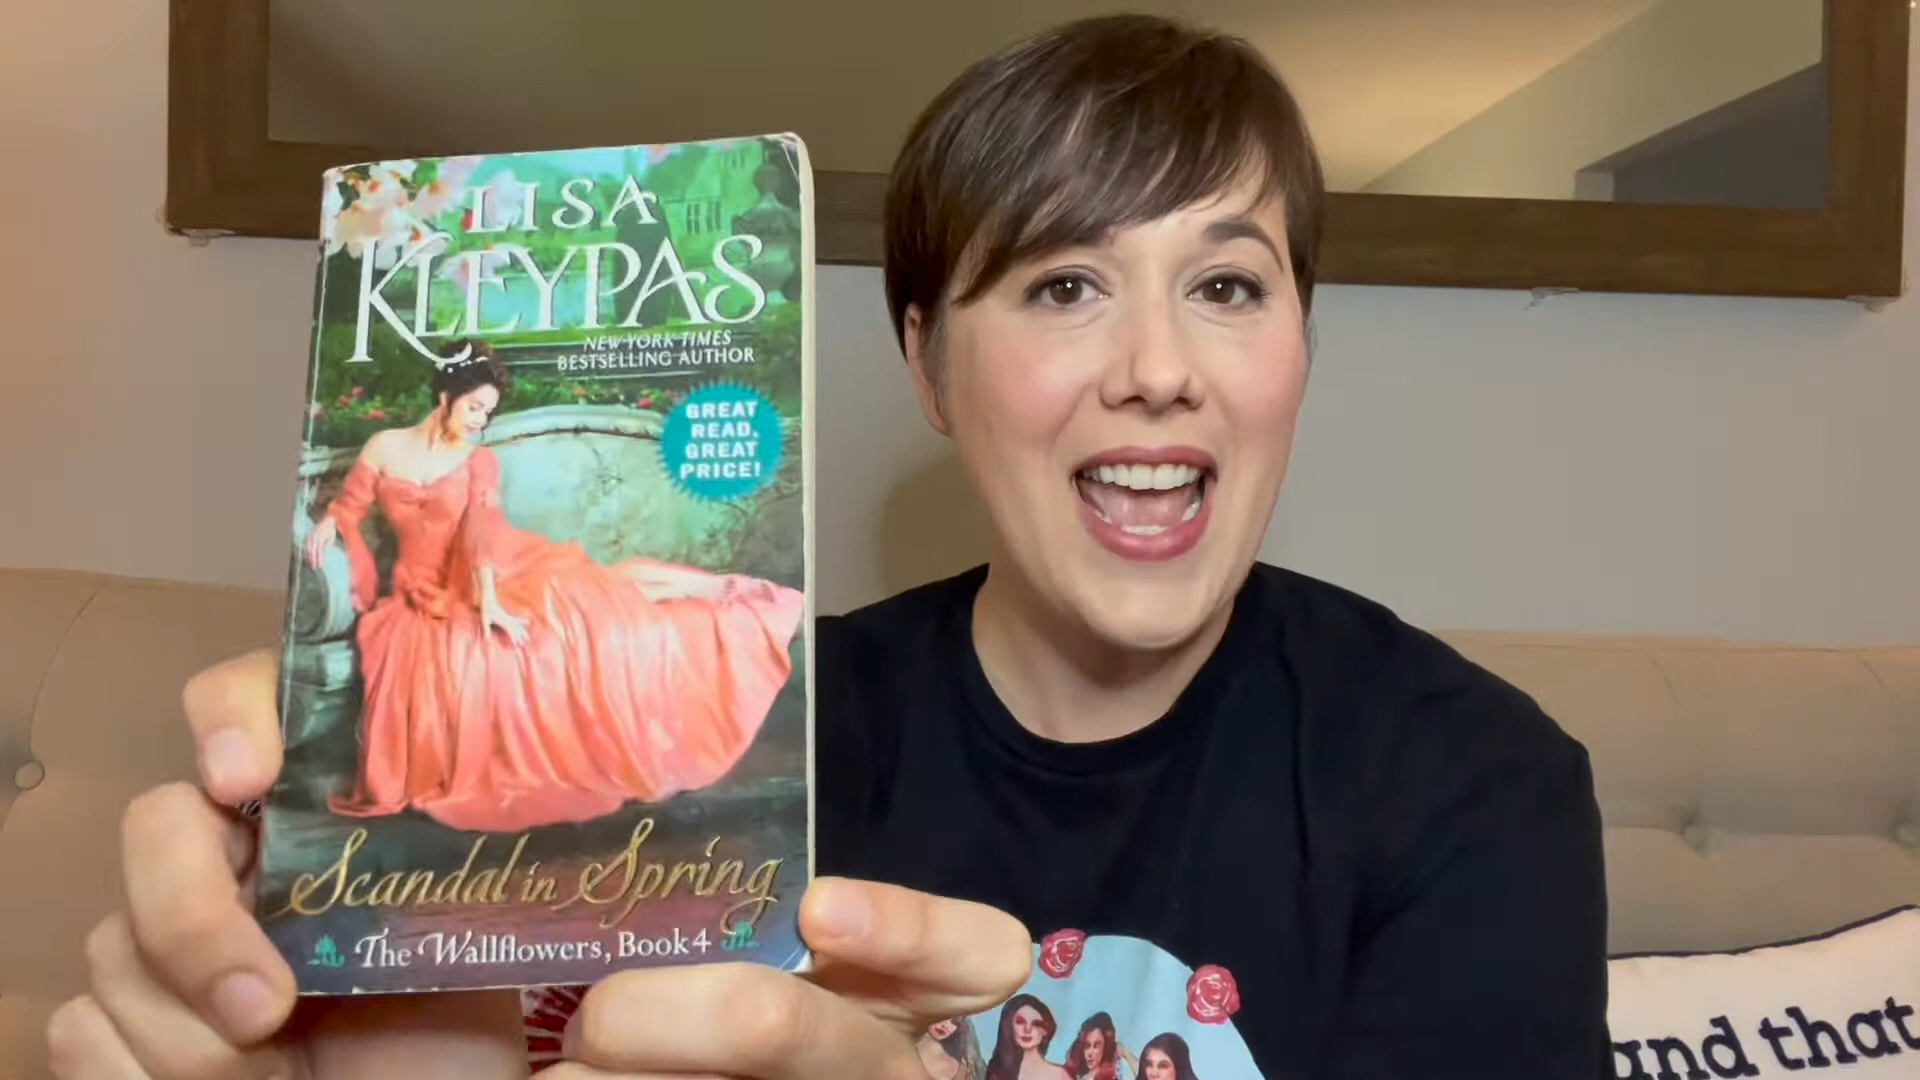 LISA
KLEYPAS
NEW YORK TIMES
BESTSELLING AUTHOR
GREAT
READ.
GREAT
PRICE!
Scandal in Spring
The Wallflowers, Book 4
and that